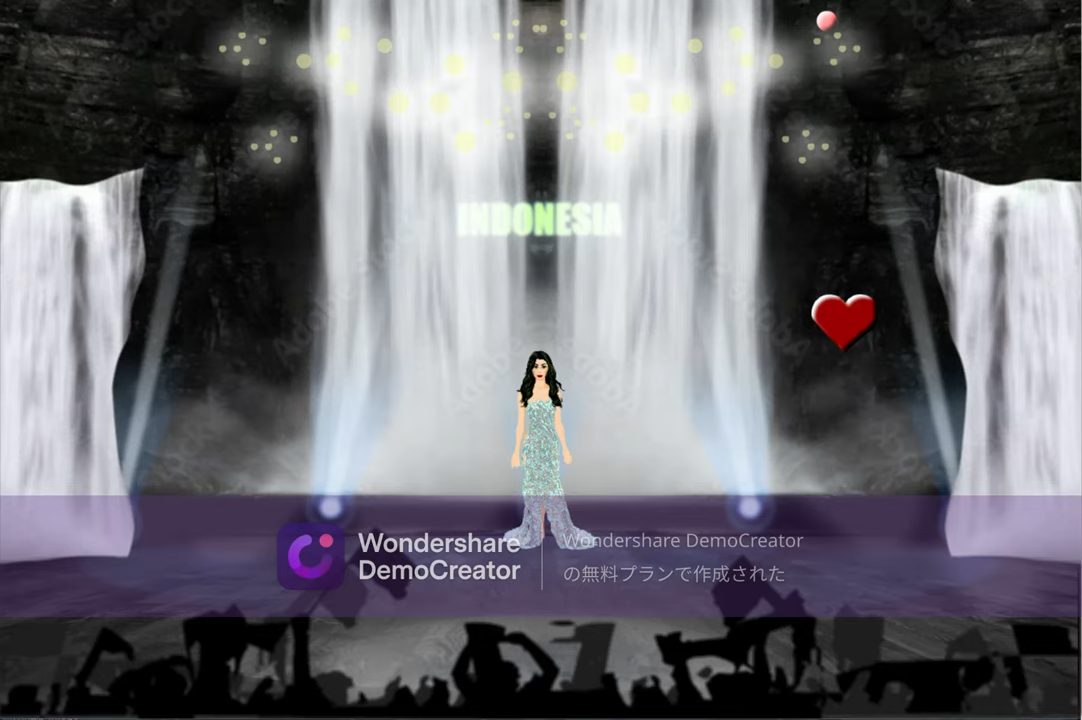 INDONESIA
Wondershare
DemoCreator
Wondershare DemoCreator
の無料プランで作成された